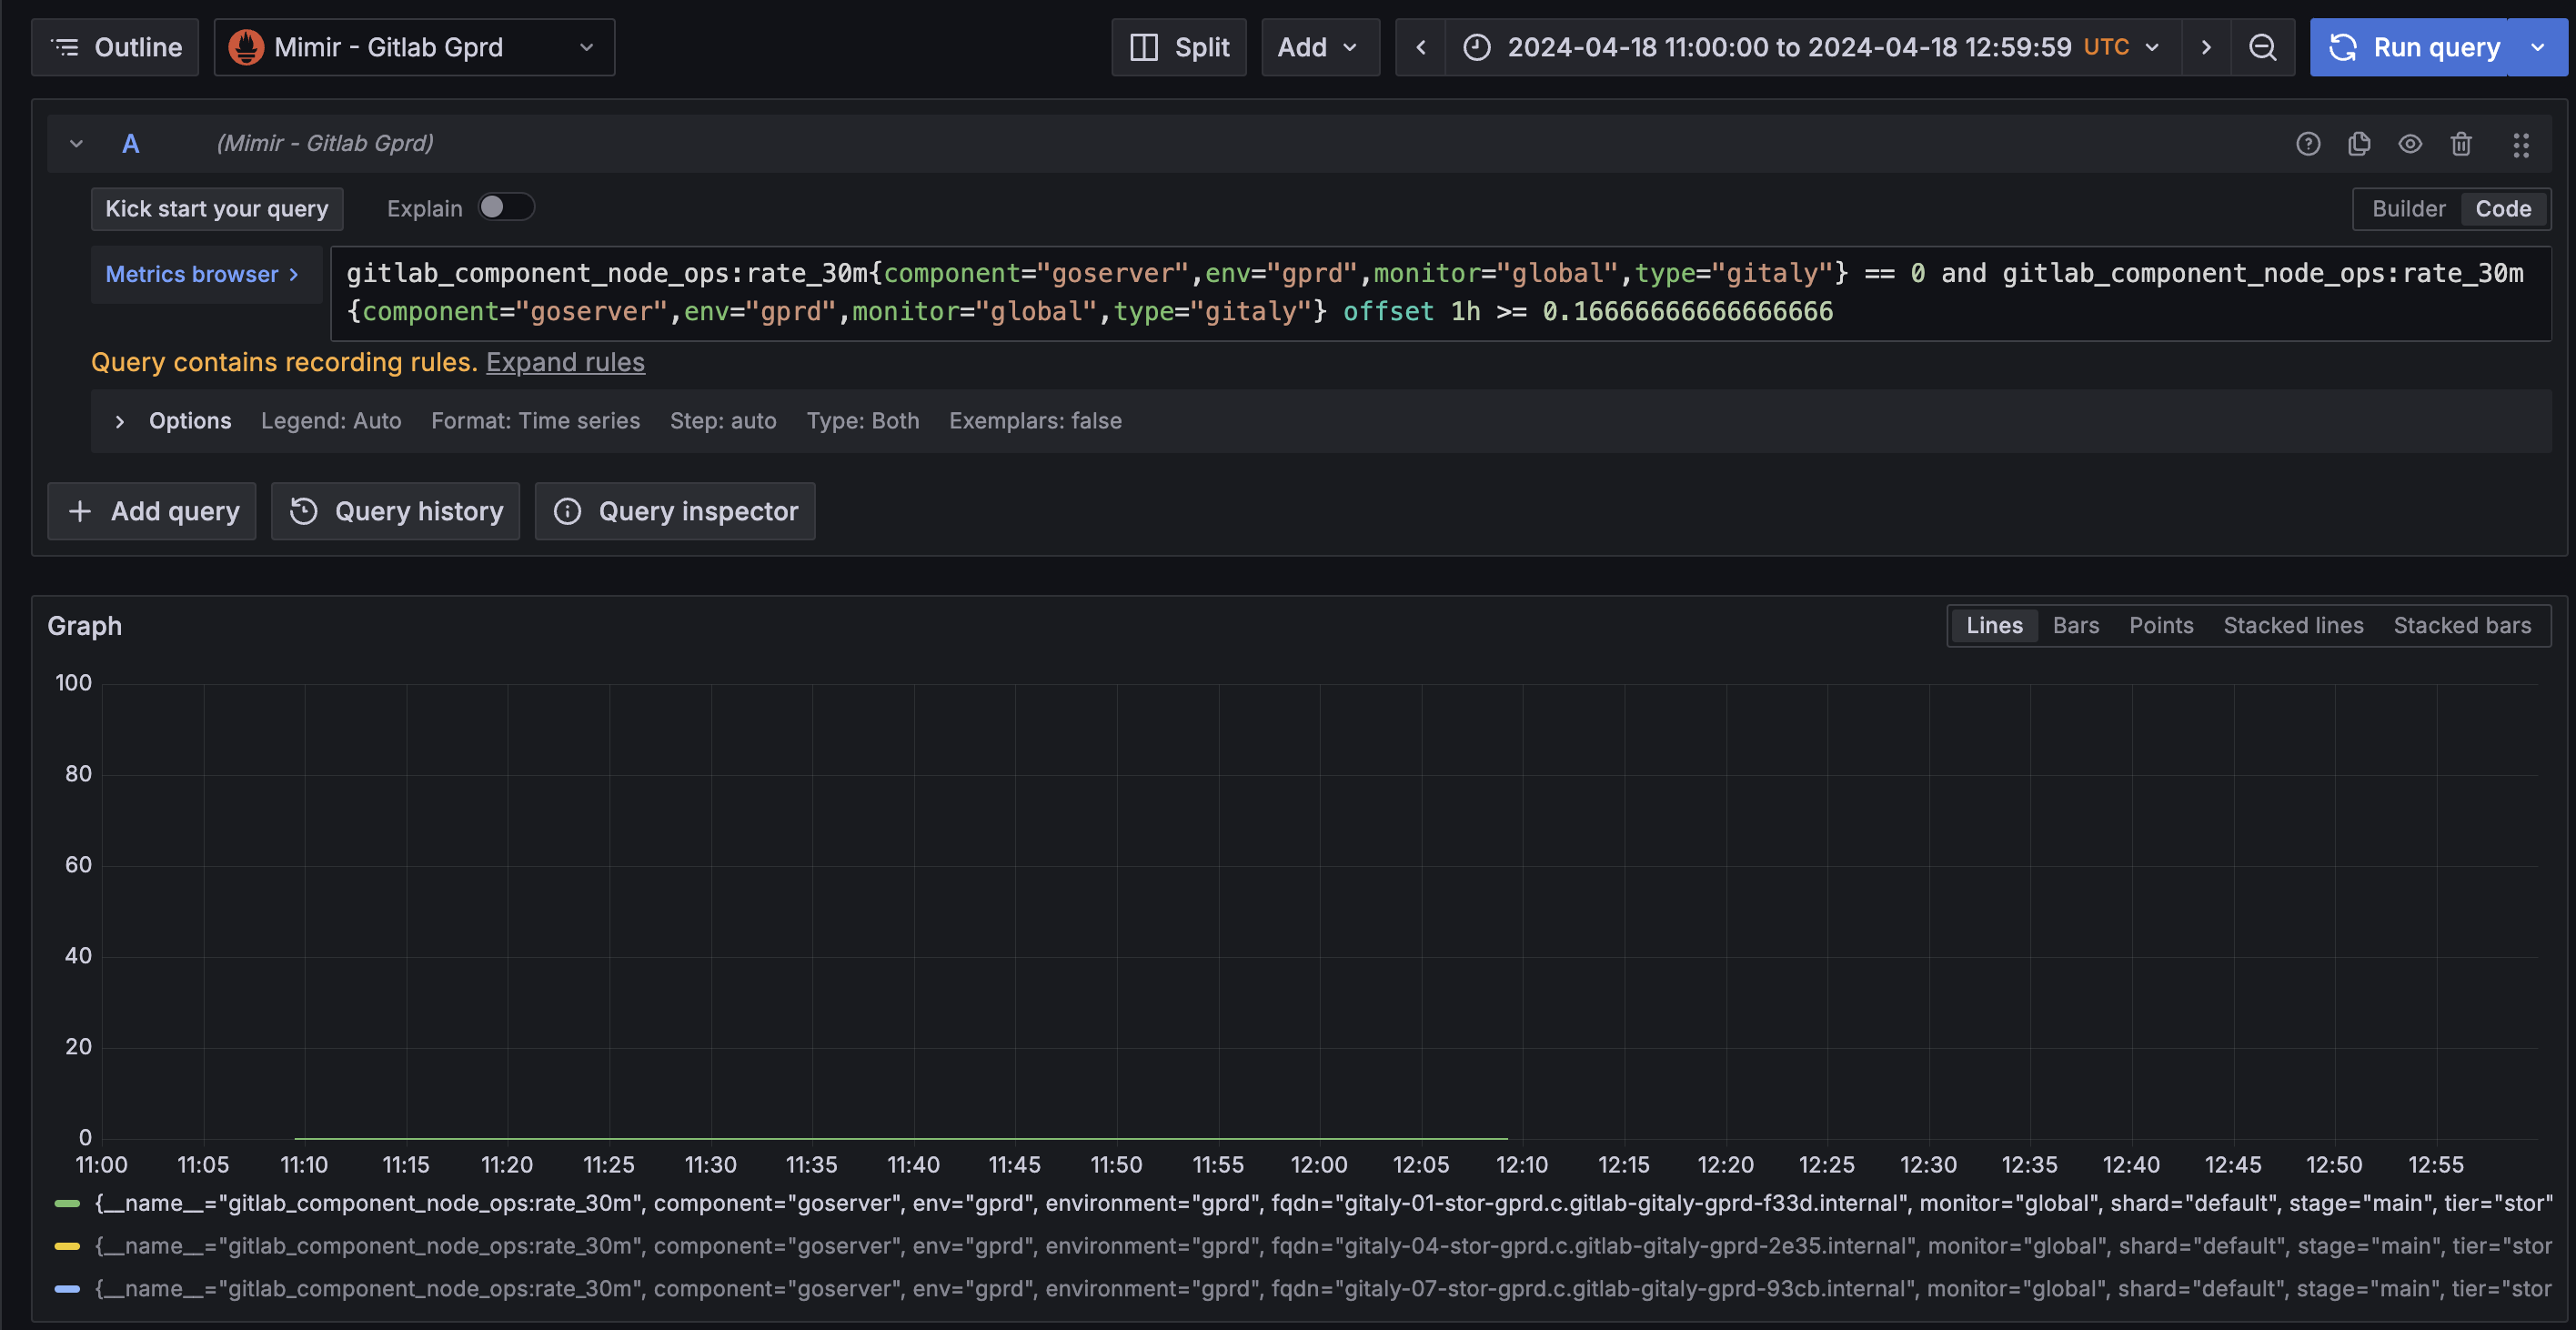 Outline
Mimir - Gitlab Gprd
Split
Add
2024-04-18 11:00:00 to 2024-04-18 12:59:59 UTC
Run query
A
(Mimir - Gitlab Gprd)
Kick start your query
Explain
Builder
Code
Metrics browser >
gitlab_component_node_ops:rate_30m{component="goserver",env="gprd",monitor="global",type="gitaly"} == 0 and gitlab_component_node_ops:rate_30m
{component="goserver",env="gprd",monitor="global",type="gitaly"} offset 1h >= 0.16666666666666666
Query contains recording rules. Expand rules
Options Legend: Auto Format: Time series Step: auto Type: Both Exemplars: false
+ Add query
Query history
Query inspector
Graph
Lines Bars Points Stacked lines Stacked bars
100
80
60
40
20
0
11:00 11:05 11:10 11:15 11:20 11:25 11:30 11:35 11:40 11:45 11:50 11:55 12:00 12:05 12:10 12:15 12:20 12:25 12:30 12:35 12:40 12:45 12:50 12:55
{__name__="gitlab_component_node_ops:rate_30m", component="goserver", env="gprd", environment="gprd", fqdn="gitaly-01-stor-gprd.c.gitlab-gitaly-gprd-f33d.internal", monitor="global", shard="default", stage="main", tier="stor"
{__name__="gitlab_component_node_ops:rate_30m", component="goserver", env="gprd", environment="gprd", fqdn="gitaly-04-stor-gprd.c.gitlab-gitaly-gprd-2e35.internal", monitor="global", shard="default", stage="main", tier="stor
{__name__="gitlab_component_node_ops:rate_30m", component="goserver", env="gprd", environment="gprd", fqdn="gitaly-07-stor-gprd.c.gitlab-gitaly-gprd-93cb.internal", monitor="global", shard="default", stage="main", tier="stor